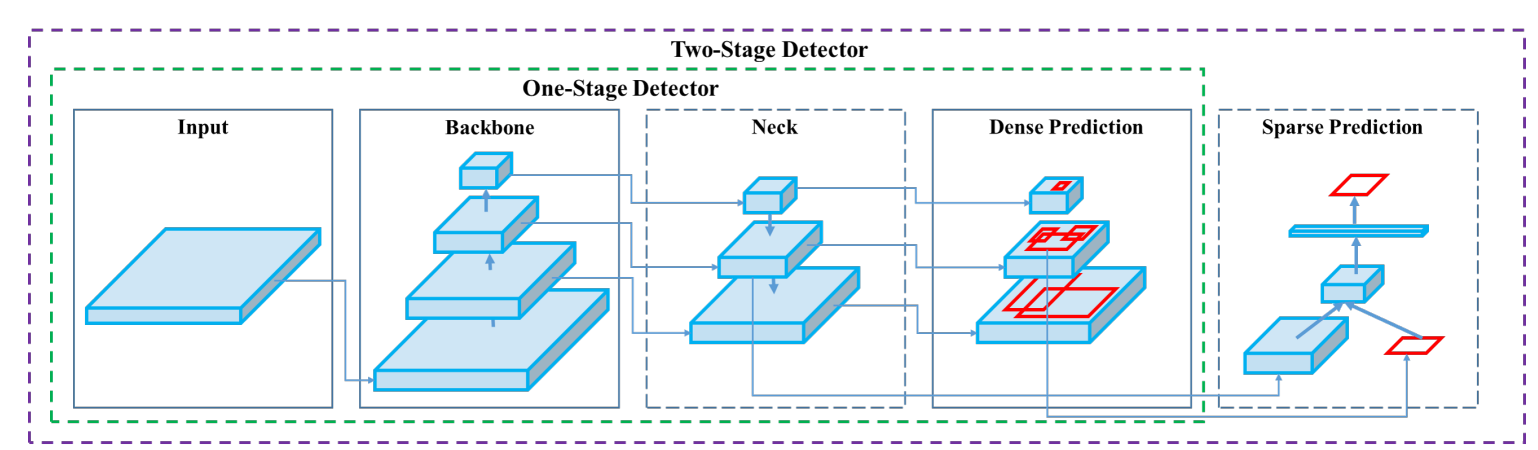 Two-Stage Detector
One-Stage Detector
Input
Backbone
Neck
Dense Prediction
Sparse Prediction